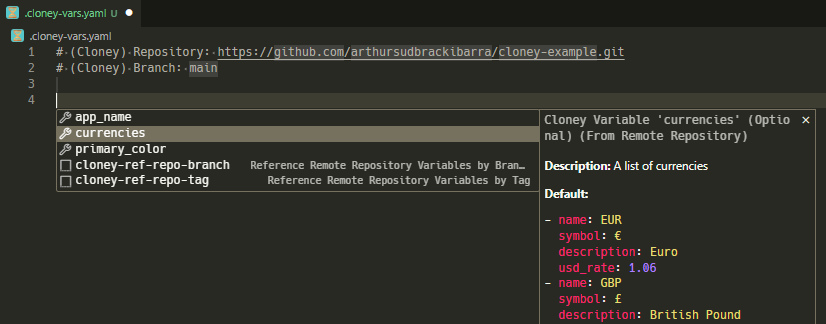 .cloney-vars.yaml U
.cloney-vars.yaml
1 # (Cloney) Repository: https://github.com/arthursudbrackibarra/cloney-example.git
2 # (Cloney) Branch: main
3
4
app_name
currencies
primary_color
cloney-ref-repo-branch Reference Remote Repository Variables by Bran…
cloney-ref-repo-tag Reference Remote Repository Variables by Tag
Cloney Variable 'currencies' (Optio
nal) (From Remote Repository)
Description: A list of currencies
Default:
- name: EUR
symbol: €
description: Euro
usd_rate: 1.06
- name: GBP
symbol: £
description: British Pound